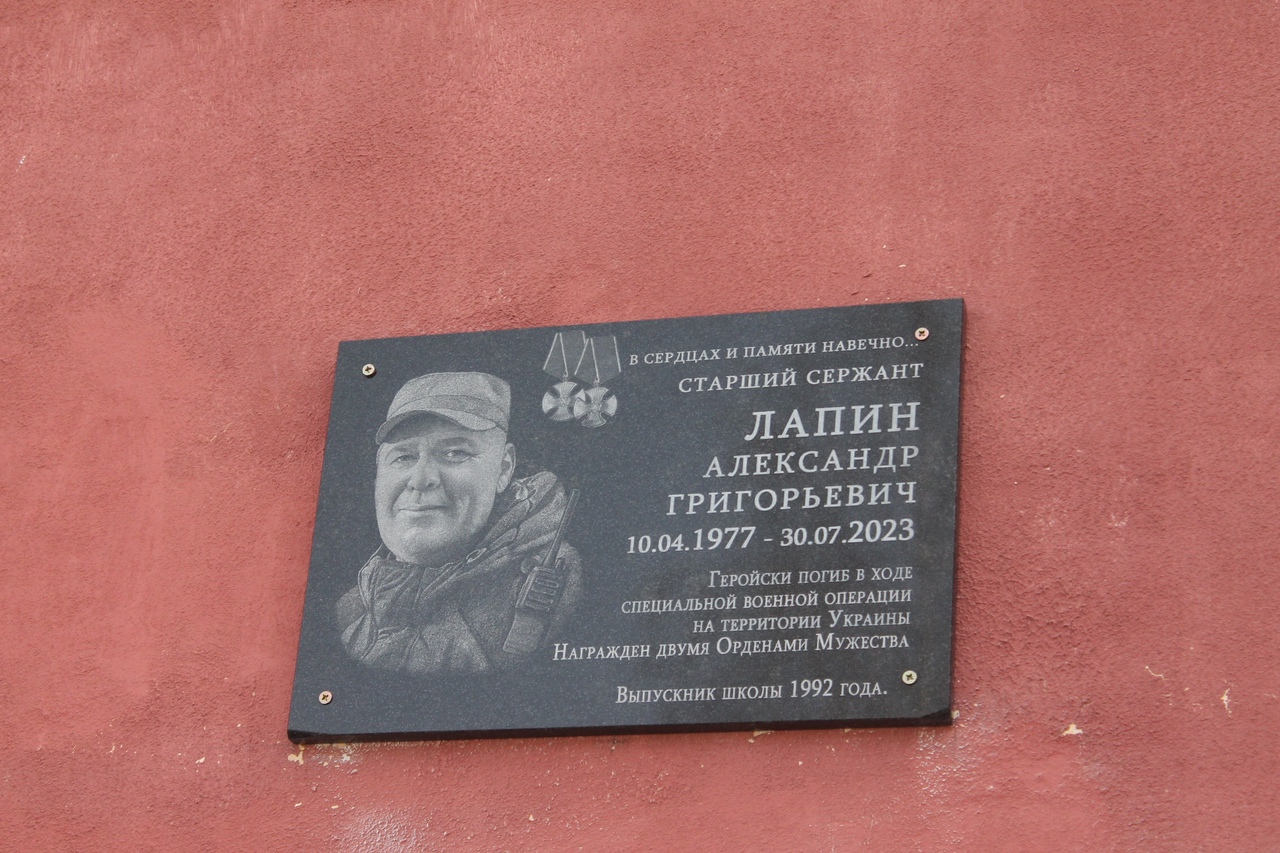 В СЕРДЦАХ И ПАМЯТИ НАВЕЧНО...
СТАРШИЙ СЕРЖАНТ
ЛАПИН
АЛЕКСАНДР
ГРИГОРЬЕВИЧ
10.04.1977 - 30.07.2023
ГЕРОЙСКИ ПОГИБ В ХОДЕ
СПЕЦИАЛЬНОЙ ВОЕННОЙ ОПЕРАЦИИ
НА ТЕРРИТОРИИ УКРАИНЫ
НАГРАЖДЕН ДВУМЯ ОРДЕНАМИ МУЖЕСТВА
ВЫПУСКНИК ШКОЛЫ 1992 ГОДА.